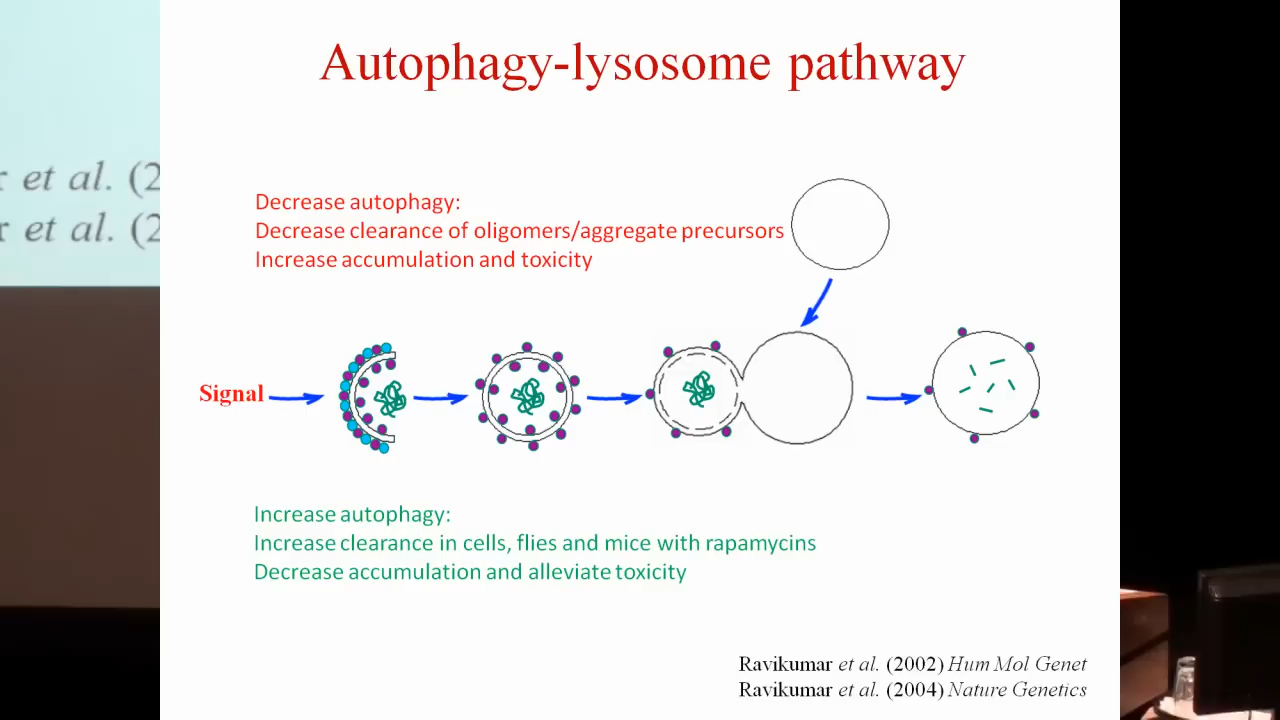 Autophagy-lysosome pathway
r et al. (2
r et al. (2
Decrease autophagy:
Decrease clearance of oligomers/aggregate precursors
Increase accumulation and toxicity
Signal
Increase autophagy:
Increase clearance in cells, flies and mice with rapamycins
Decrease accumulation and alleviate toxicity
Ravikumar et al. (2002) Hum Mol Genet
Ravikumar et al. (2004) Nature Genetics